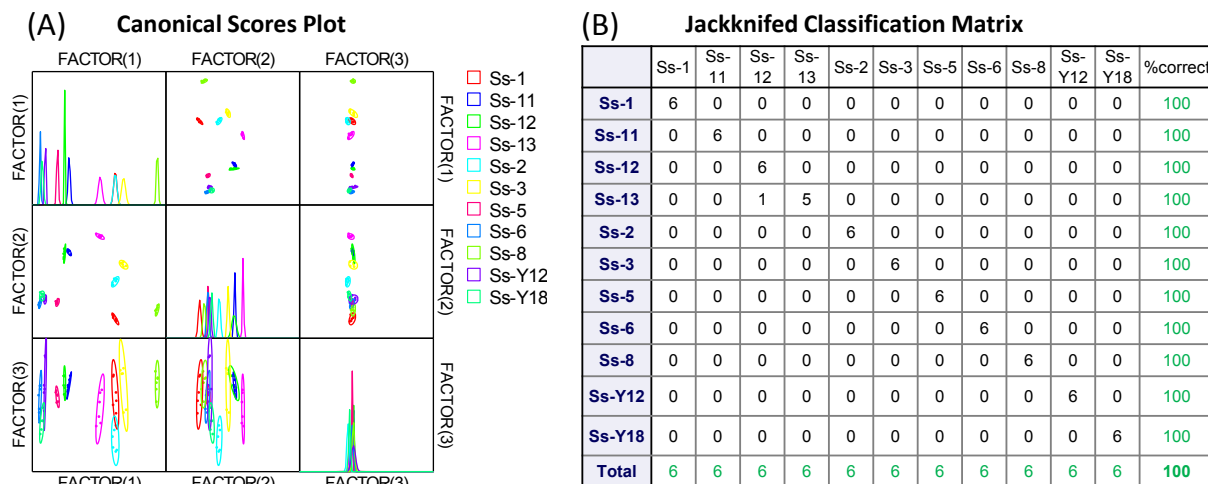 (A) Canonical Scores Plot
FACTOR(1) FACTOR(2) FACTOR(3)
FACTOR(1)
FACTOR(2)
FACTOR(3)
FACTOR(1)
FACTOR(2)
FACTOR(3)
FACTOR(1) FACTOR(2) FACTOR(3)
Ss-1
Ss-11
Ss-12
Ss-13
Ss-2
Ss-3
Ss-5
Ss-6
Ss-8
Ss-Y12
Ss-Y18
(B) Jackknifed Classification Matrix
Ss-1 Ss-11 Ss-12 Ss-13 Ss-2 Ss-3 Ss-5 Ss-6 Ss-8 Ss-Y12 Ss-Y18 %correct
Ss-1 6 0 0 0 0 0 0 0 0 0 0 100
Ss-11 0 6 0 0 0 0 0 0 0 0 0 100
Ss-12 0 0 6 0 0 0 0 0 0 0 0 100
Ss-13 0 0 1 5 0 0 0 0 0 0 0 100
Ss-2 0 0 0 0 6 0 0 0 0 0 0 100
Ss-3 0 0 0 0 0 6 0 0 0 0 0 100
Ss-5 0 0 0 0 0 0 6 0 0 0 0 100
Ss-6 0 0 0 0 0 0 0 6 0 0 0 100
Ss-8 0 0 0 0 0 0 0 0 6 0 0 100
Ss-Y12 0 0 0 0 0 0 0 0 0 6 0 100
Ss-Y18 0 0 0 0 0 0 0 0 0 0 6 100
Total 6 6 6 6 6 6 6 6 6 6 6 100